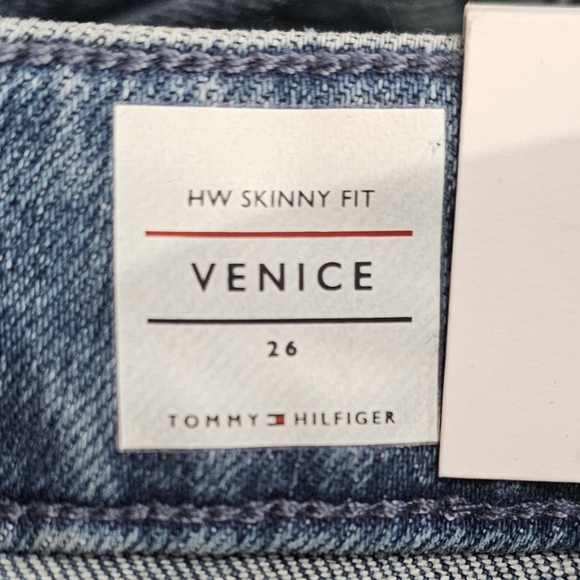 HW SKINNY FIT
VENICE
26
TOMMY HILFIGER